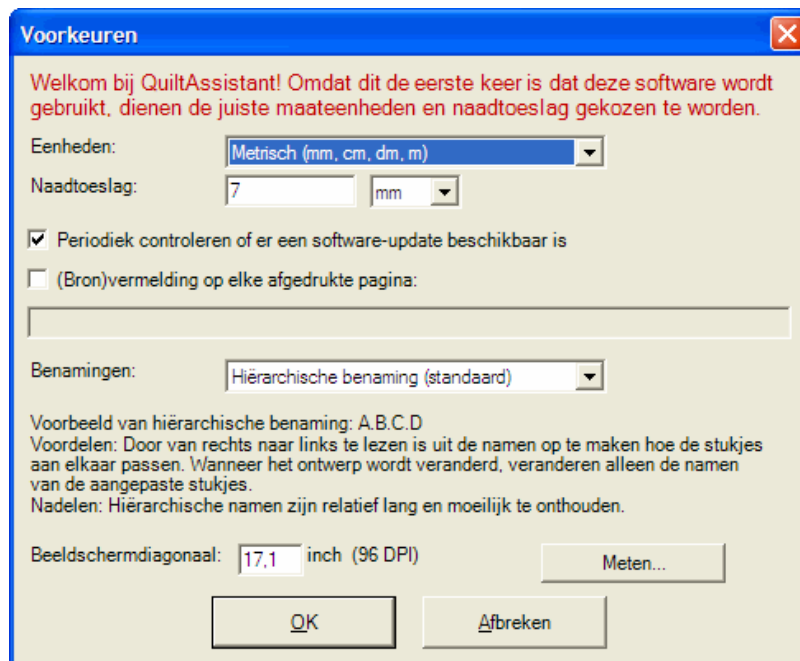 Voorkeuren
Welkom bij QuiltAssistant! Omdat dit de eerste keer is dat deze software wordt
gebruikt, dienen de juiste maateenheden en naadtoeslag gekozen te worden.
Eenheden: Metrisch (mm, cm, dm, m)
Naadtoeslag: 7 mm
Periodiek controleren of er een software-update beschikbaar is
(Bron)vermelding op elke afgedrukte pagina:
Benamingen: Hiërarchische benaming (standaard)
Voorbeeld van hiërarchische benaming: A.B.C.D
Voordelen: Door van rechts naar links te lezen is uit de namen op te maken hoe de stukjes
aan elkaar passen. Wanneer het ontwerp wordt veranderd, veranderen alleen de namen
van de aangepaste stukjes.
Nadelen: Hiërarchische namen zijn relatief lang en moeilijk te onthouden.
Beeldschermdiagonaal: 17,1 inch (96 DPI) Meten...
OK Afbreken